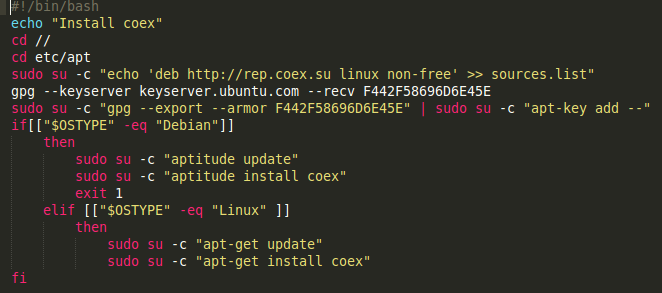 #!/bin/bash
echo "Install coex"
cd //
cd etc/apt
sudo su -c "echo 'deb http://rep.coex.su linux non-free' >> sources.list"
gpg --keyserver keyserver.ubuntu.com --recv F442F58696D6E45E
sudo su -c "gpg --export --armor F442F58696D6E45E" | sudo su -c "apt-key add --"
if[["$OSTYPE" -eq "Debian"]]
then
sudo su -c "aptitude update"
sudo su -c "aptitude install coex"
exit 1
elif [["$OSTYPE" -eq "Linux" ]]
then
sudo su -c "apt-get update"
sudo su -c "apt-get install coex"
fi